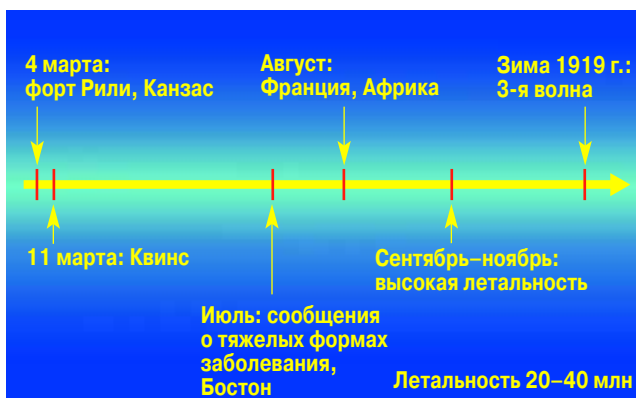 4 марта:
форт Рили, Канзас
Август:
Франция, Африка
Зима 1919 г.:
3-я волна
11 марта: Квинс
Июль: сообщения
о тяжелых формах
заболевания,
Бостон
Сентябрь–ноябрь:
высокая летальность
Летальность 20–40 млн